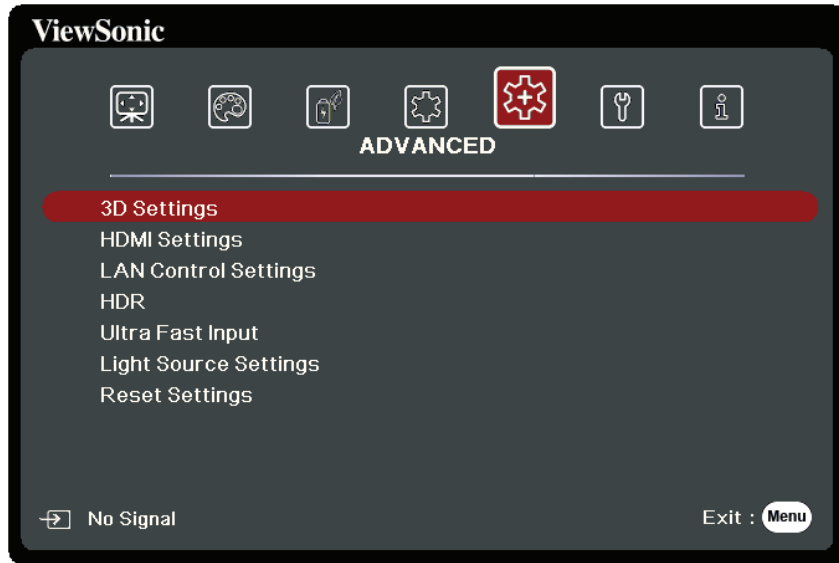 ViewSonic
ADVANCED
3D Settings
HDMI Settings
LAN Control Settings
HDR
Ultra Fast Input
Light Source Settings
Reset Settings
No Signal
Exit : Menu